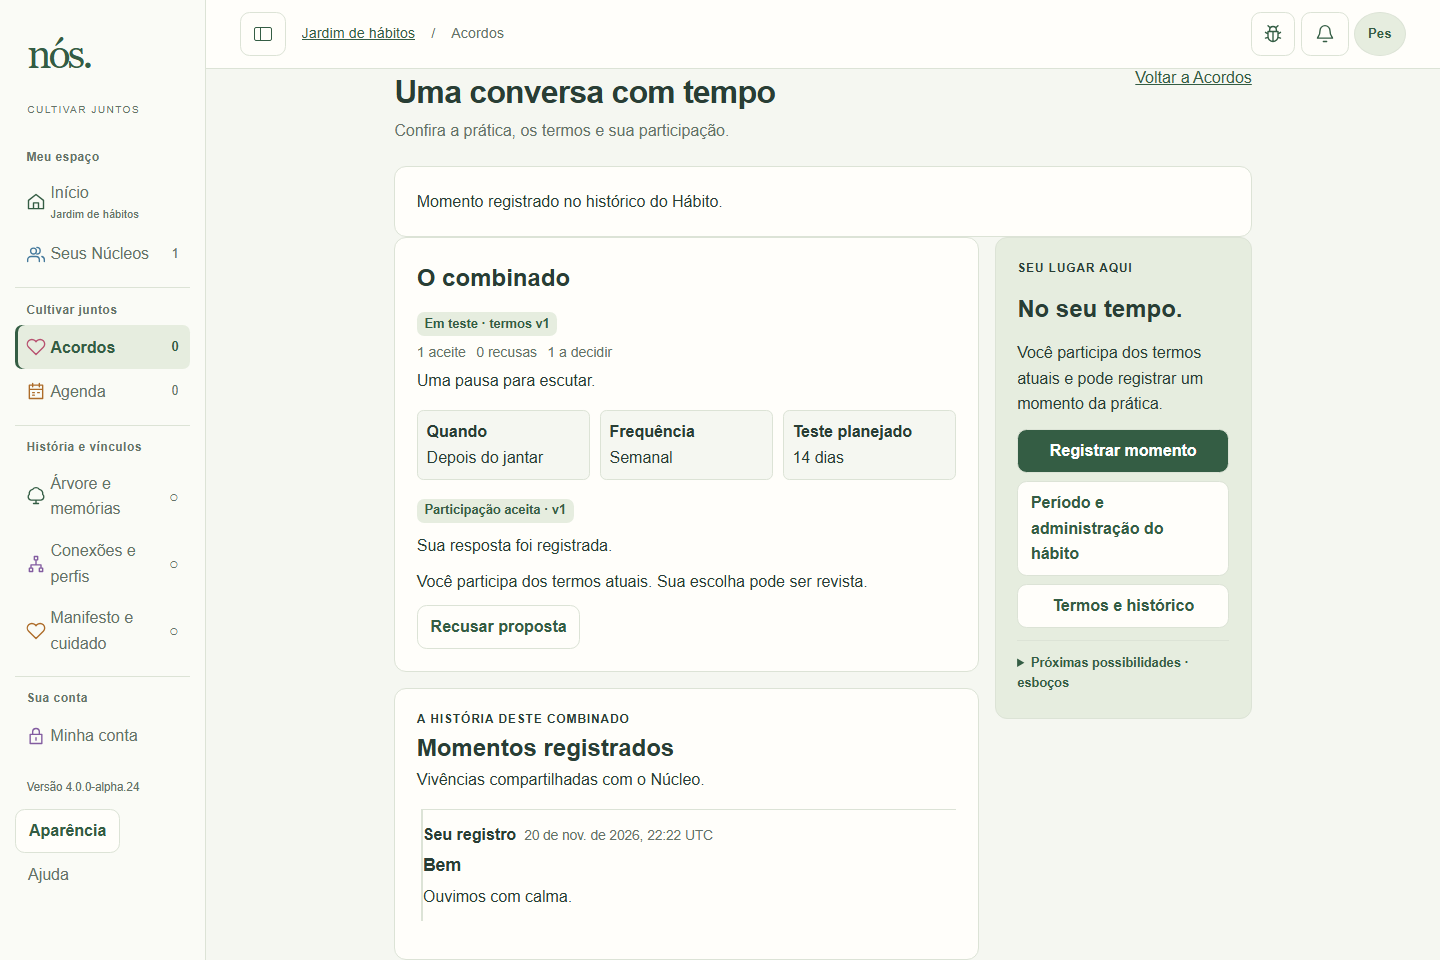 nós.
CULTIVAR JUNTOS
Meu espaço
Início
Jardim de hábitos
Seus Núcleos 1
Cultivar juntos
Acordos 0
Agenda 0
História e vínculos
Árvore e
memórias
Conexões e
perfis
Manifesto e
cuidado
Sua conta
Minha conta
Versão 4.0.0-alpha.24
Aparência
Ajuda
Jardim de hábitos / Acordos
Pes
Uma conversa com tempo
Voltar a Acordos
Confira a prática, os termos e sua participação.
Momento registrado no histórico do Hábito.
O combinado
Em teste · termos v1
1 aceite 0 recusas 1 a decidir
Uma pausa para escutar.
Quando
Depois do jantar
Frequência
Semanal
Teste planejado
14 dias
Participação aceita · v1
Sua resposta foi registrada.
Você participa dos termos atuais. Sua escolha pode ser revista.
Recusar proposta
A HISTÓRIA DESTE COMBINADO
Momentos registrados
Vivências compartilhadas com o Núcleo.
Seu registro 20 de nov. de 2026, 22:22 UTC
Bem
Ouvimos com calma.
SEU LUGAR AQUI
No seu tempo.
Você participa dos termos
atuais e pode registrar um
momento da prática.
Registrar momento
Período e
administração do
hábito
Termos e histórico
Próximas possibilidades ·
esboços